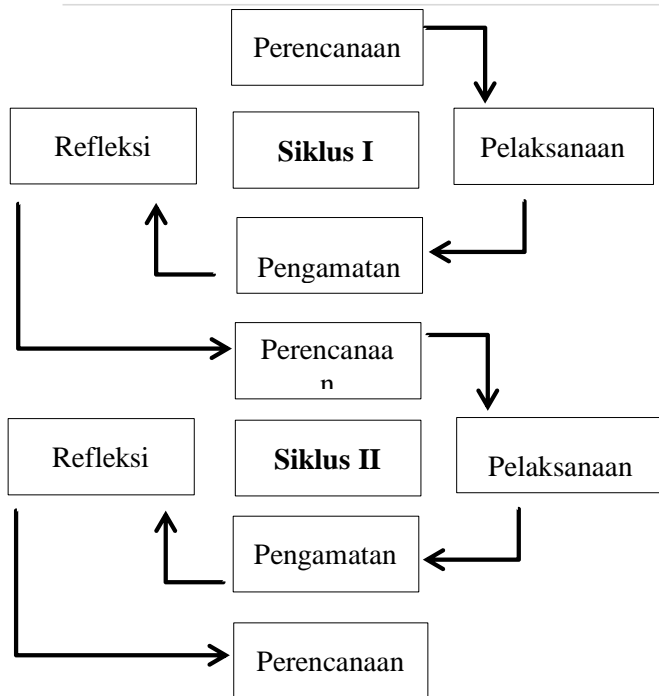 Perencanaan
Refleksi
Siklus I
Pelaksanaan
Pengamatan
Perencanaa
n
Refleksi
Siklus II
Pelaksanaan
Pengamatan
Perencanaan